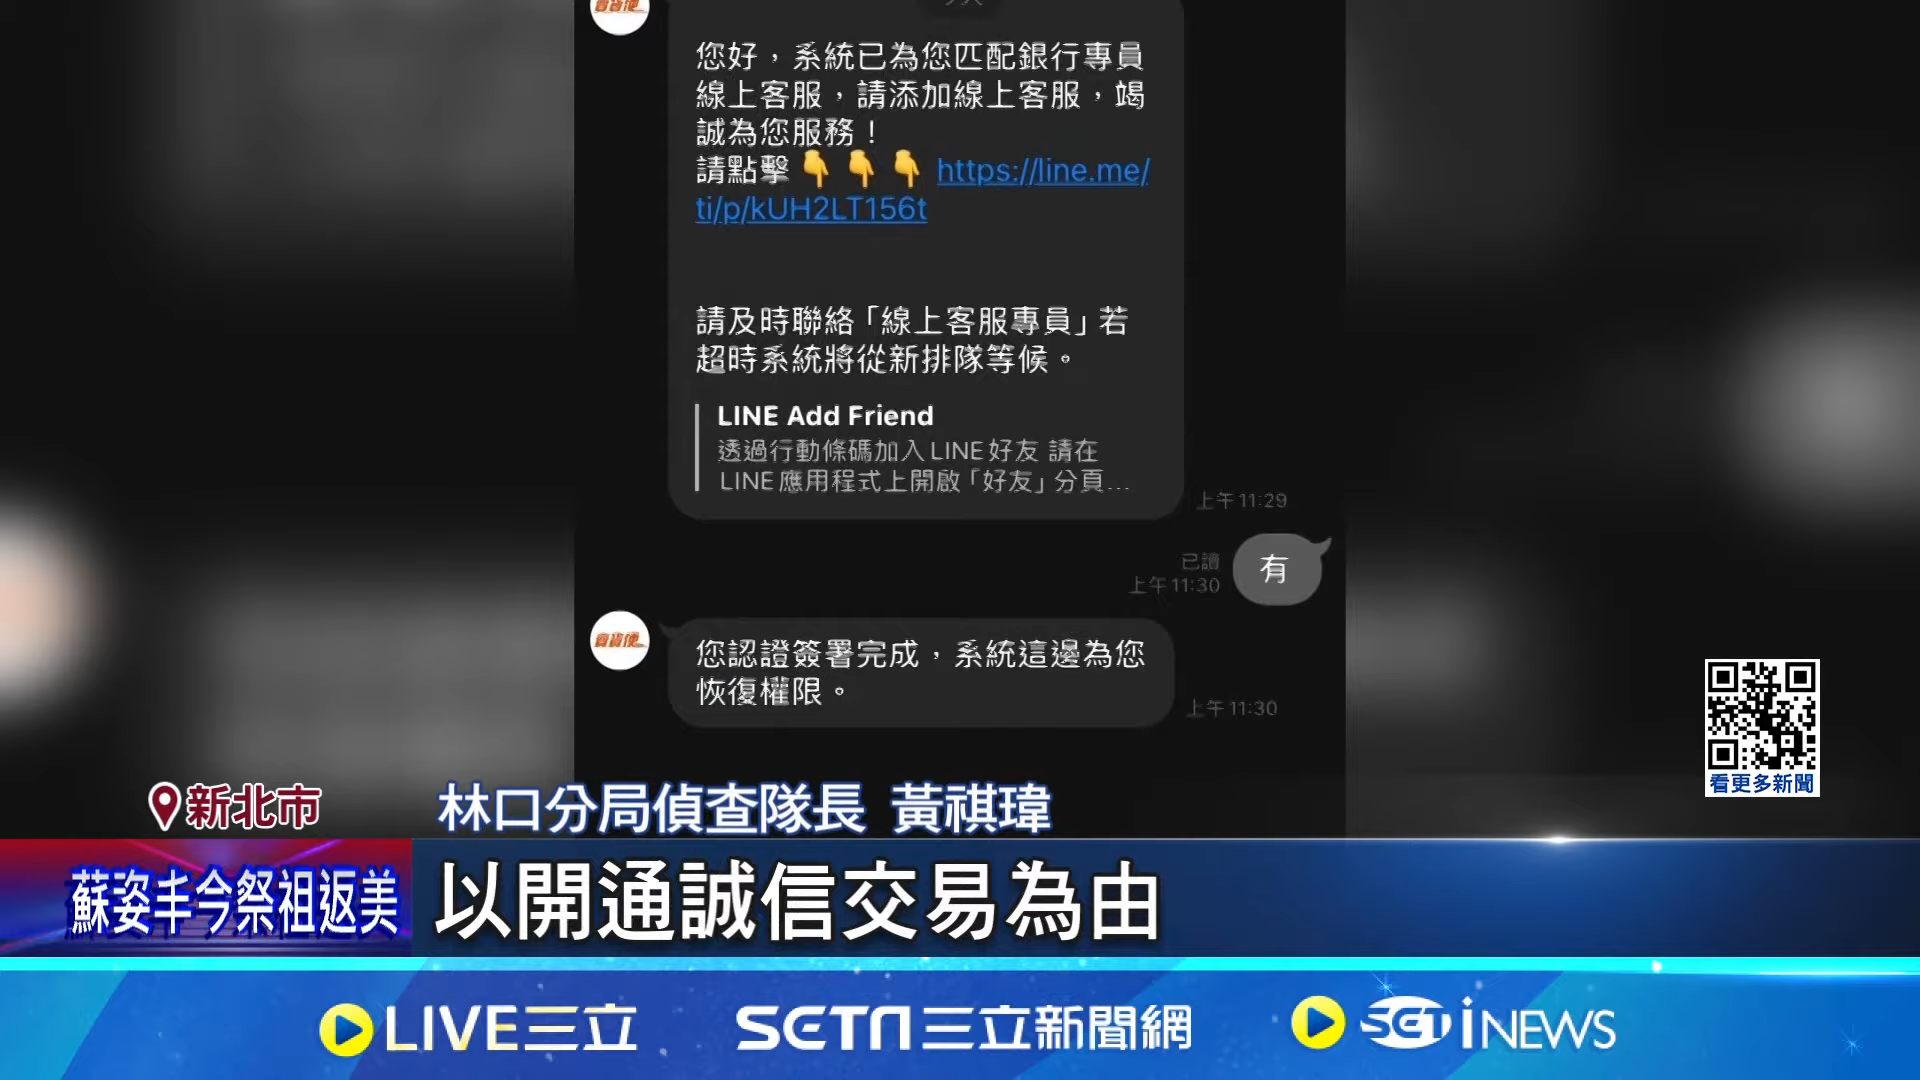 賣貨便
您好，系統已為您匹配銀行專員
線上客服，請添加線上客服，竭
誠為您服務！
請點擊👇👇👇 https://line.me/
ti/p/kUH2LT156t
請及時聯絡「線上客服專員」若
超時系統將從新排隊等候。
LINE Add Friend
透過行動條碼加入 LINE 好友 請在
LINE 應用程式上開啟「好友」分頁...
上午 11:29
已讀
上午 11:30
有
賣貨便
您認證簽署完成，系統這邊為您
恢復權限。
上午 11:30
看更多新聞
新北市
林口分局偵查隊長 黃祺瑋
蘇姿丰今祭祖返美
以開通誠信交易為由
LIVE三立
SETN三立新聞網
SETiNEWS